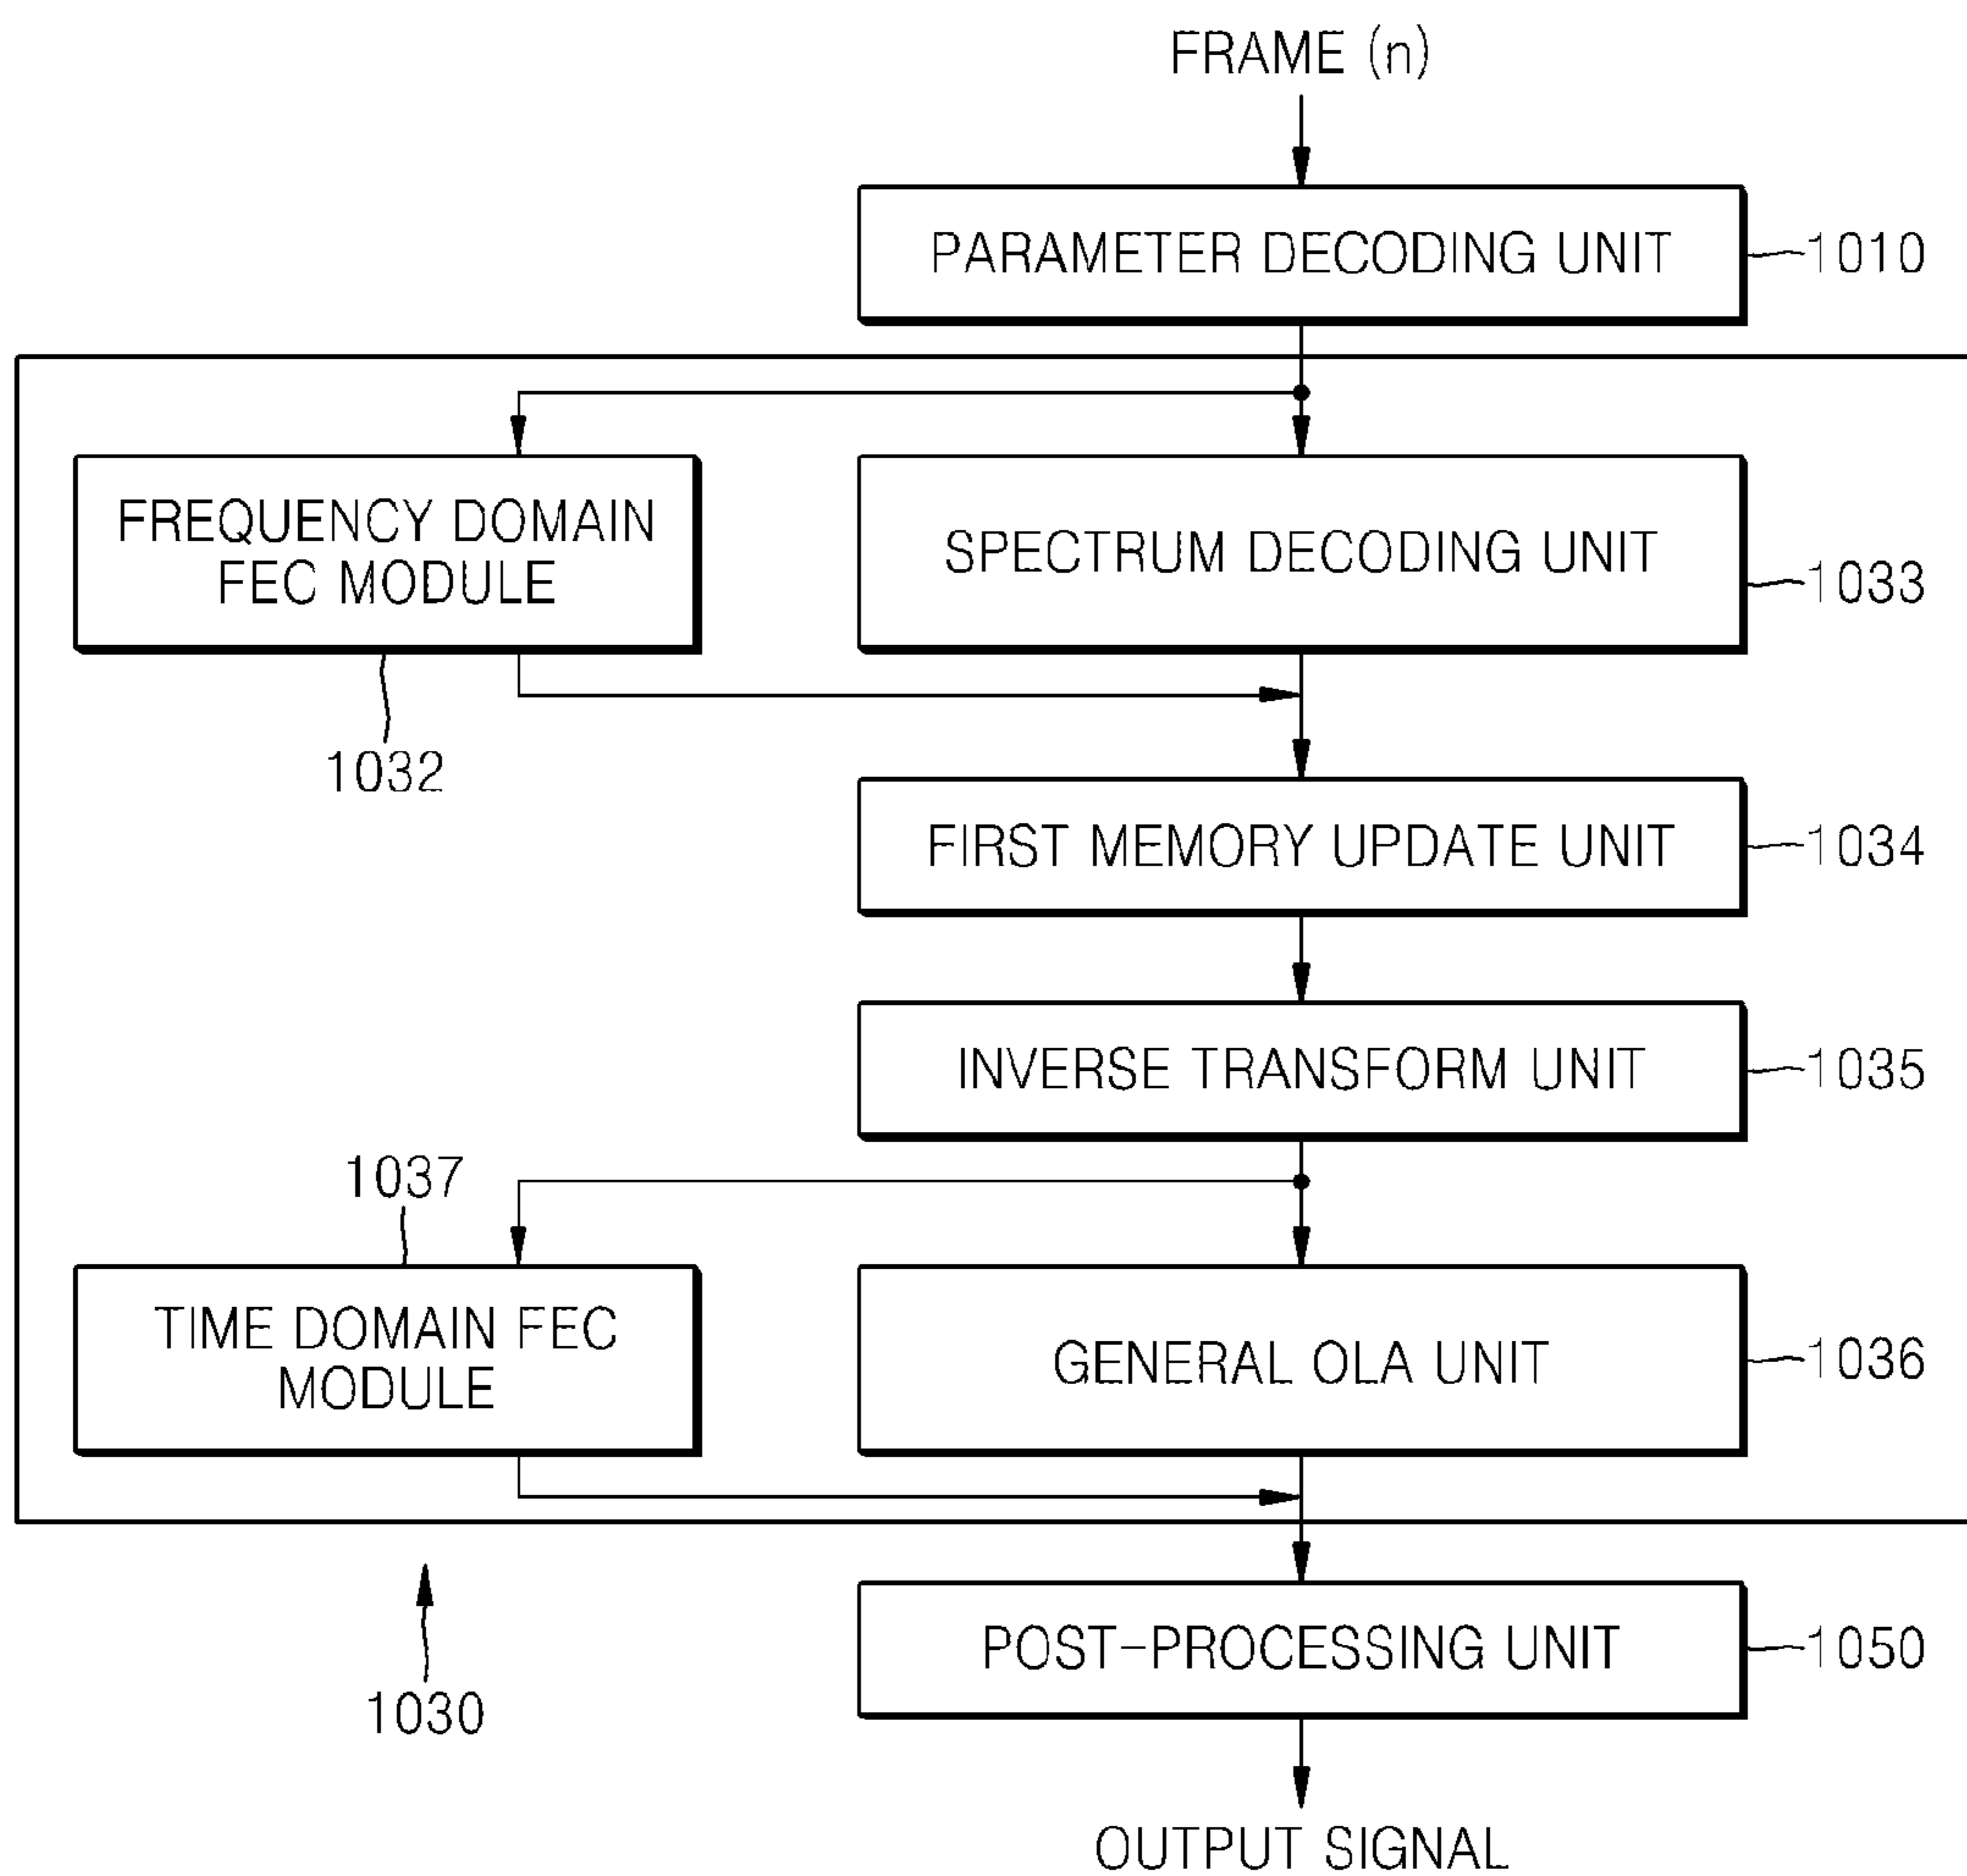 FRAME (n)
PARAMETER DECODING UNIT
1010
FREQUENCY DOMAIN
FEC MODULE
1032
SPECTRUM DECODING UNIT
1033
FIRST MEMORY UPDATE UNIT
1034
INVERSE TRANSFORM UNIT
1035
1037
TIME DOMAIN FEC
MODULE
GENERAL OLA UNIT
1036
1030
POST-PROCESSING UNIT
1050
OUTPUT SIGNAL